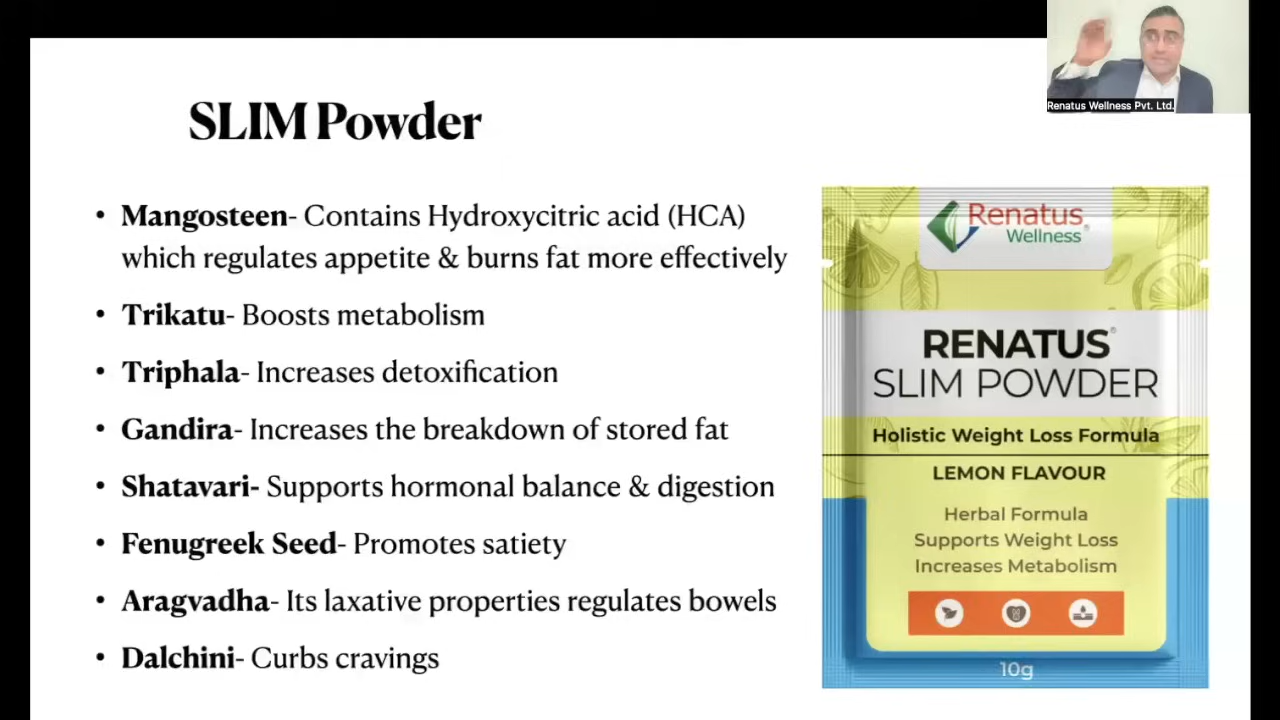 Renatus Wellness Pvt. Ltd.
SLIM Powder
• Mangosteen- Contains Hydroxycitric acid (HCA)
which regulates appetite & burns fat more effectively
• Trikatu- Boosts metabolism
• Triphala- Increases detoxification
• Gandira- Increases the breakdown of stored fat
• Shatavari- Supports hormonal balance & digestion
• Fenugreek Seed- Promotes satiety
• Aragvadha- Its laxative properties regulates bowels
• Dalchini- Curbs cravings
Renatus®
Wellness
RENATUS®
SLIM POWDER
Holistic Weight Loss Formula
LEMON FLAVOUR
Herbal Formula
Supports Weight Loss
Increases Metabolism
10g